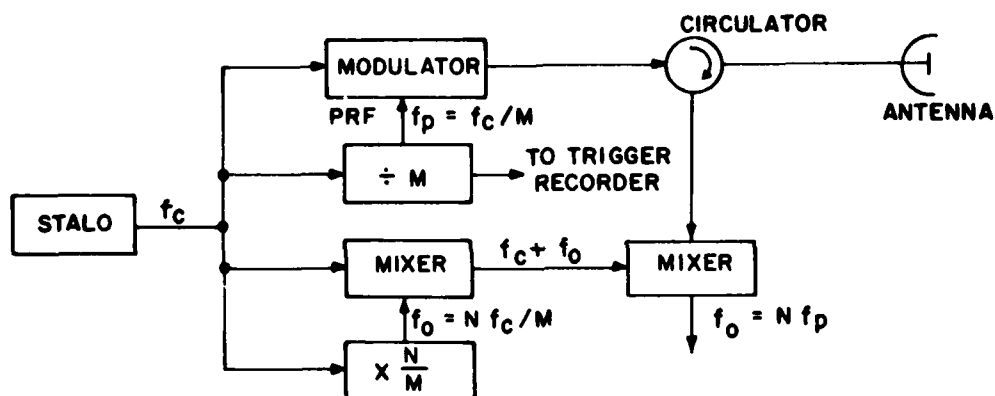 CIRCULATOR
MODULATOR
ANTENNA
PRF f_p = f_c/M
÷ M
TO TRIGGER
RECORDER
STALO
f_c
MIXER
f_c + f_o
MIXER
f_o = N f_c/M
f_o = N f_p
× N/M